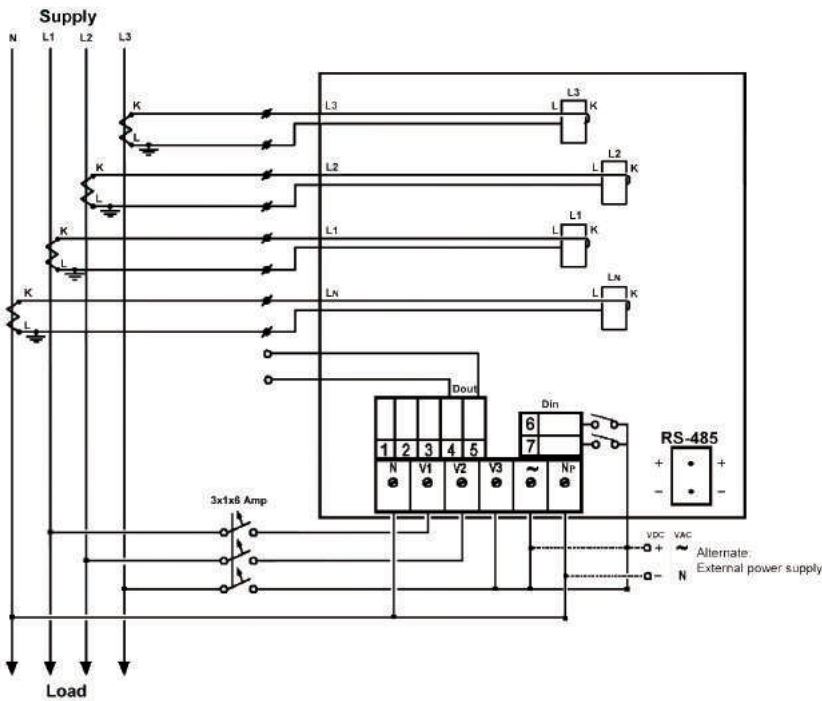 Supply
N L1 L2 L3
K L3 L K L3
L
K L2 L K L2
L
K L1 L K L1
L
K LN L K LN
L
Dout Din
6
7
1 2 3 4 5
RS-485
+ +
- -
N V1 V2 V3 ~ NP
3x1x6 Amp
VDC VAC
+ ~ Alternate:
- N External power supply
Load